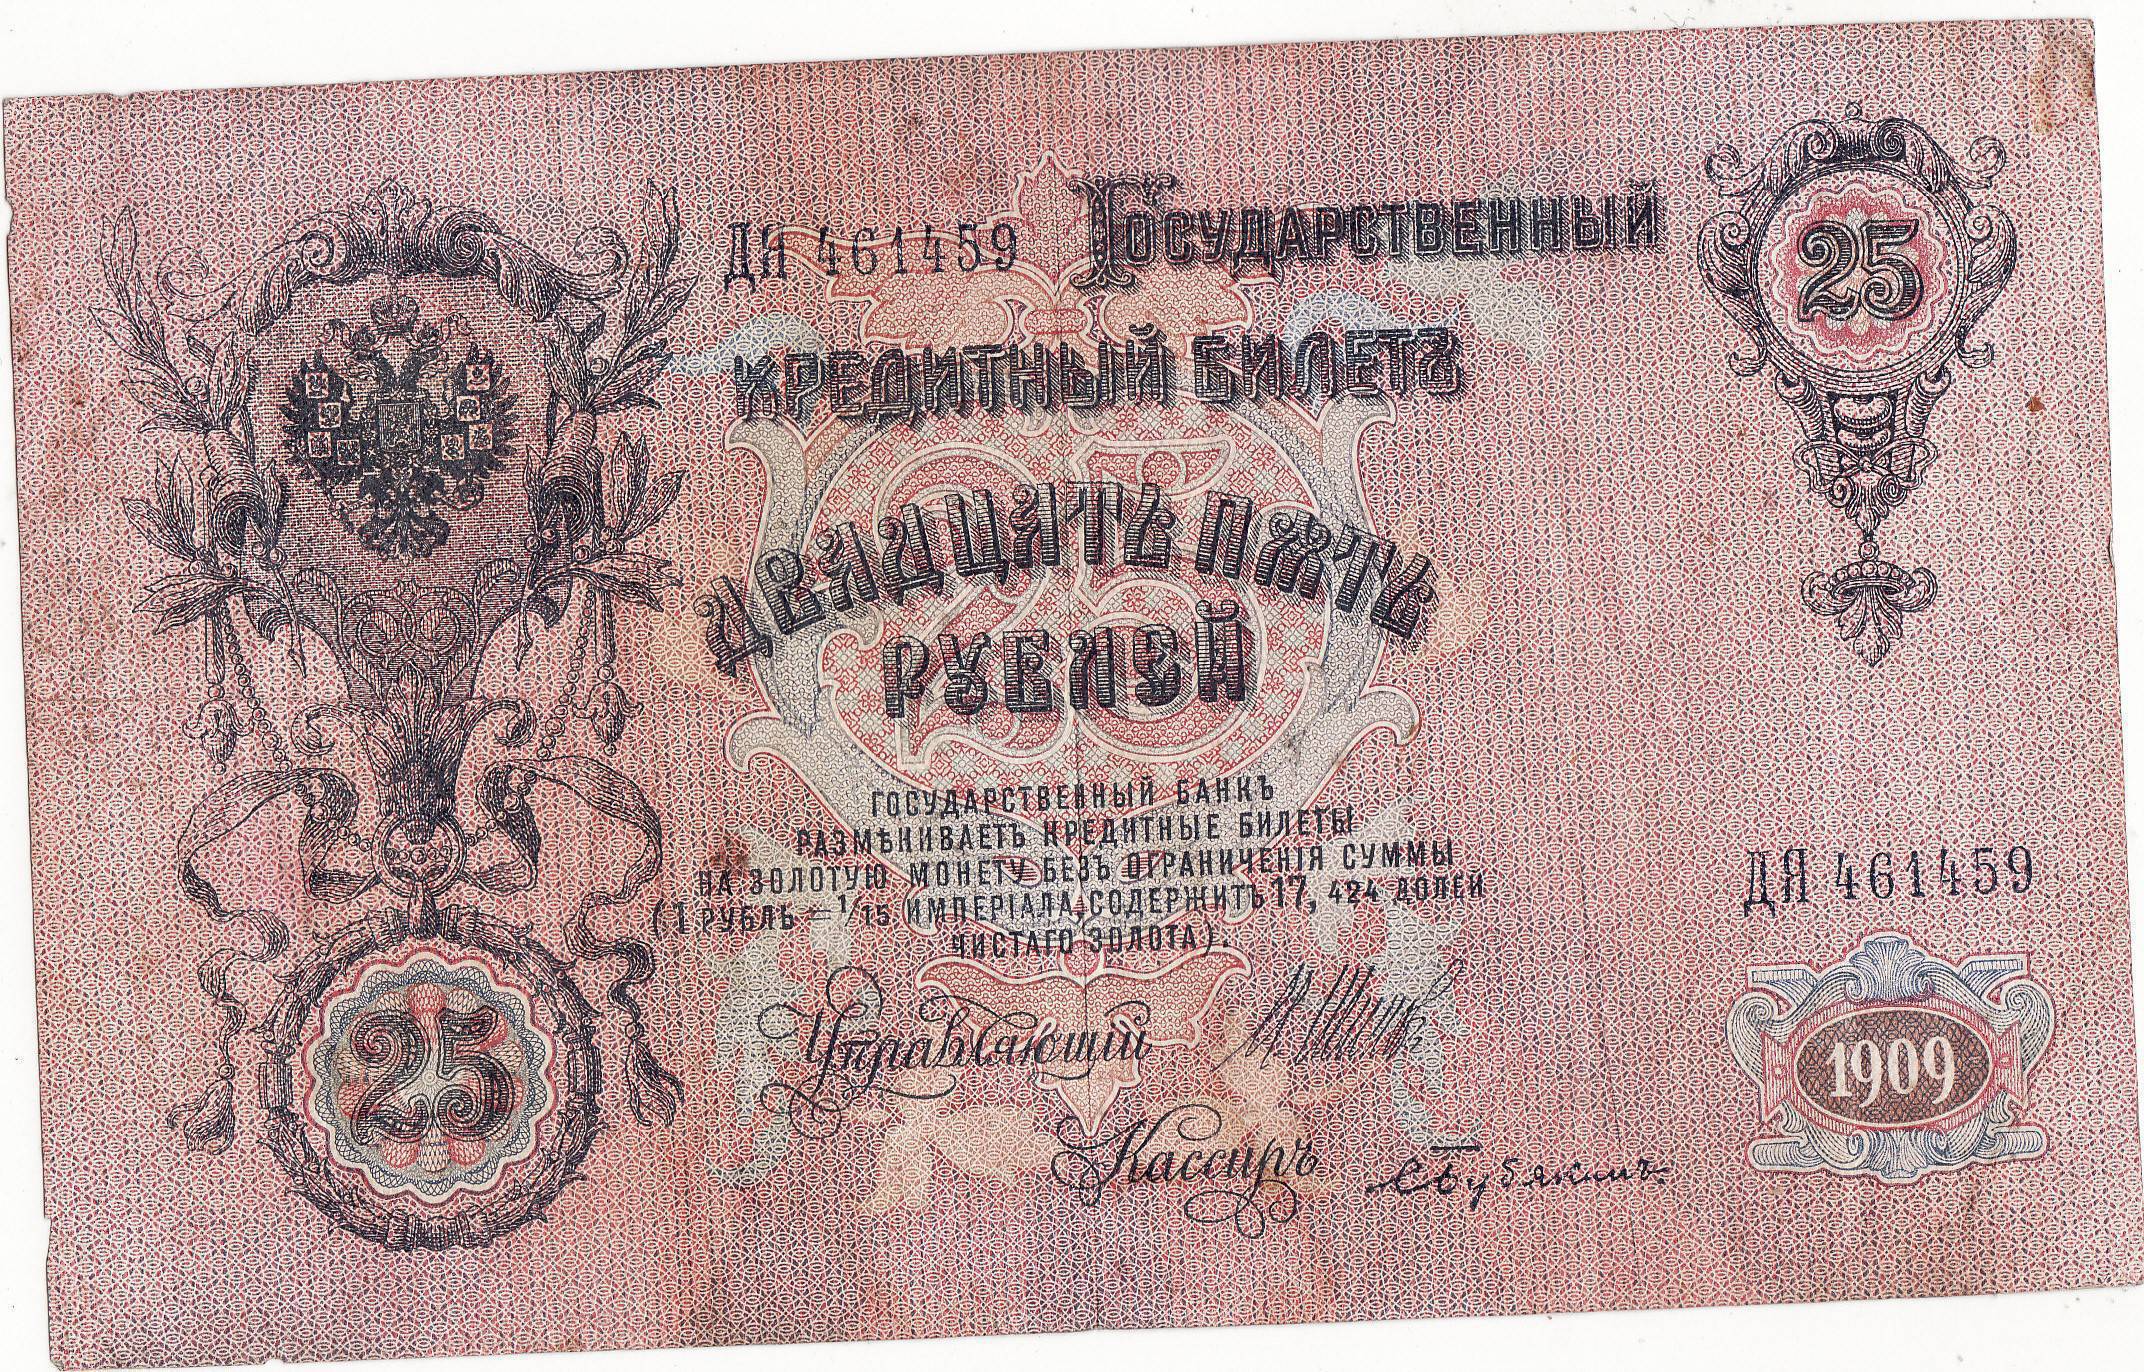 ДЯ 461459 Государственный
Кредитный Билетъ
25
Двадцать пять
рублей
Государственный Банкъ
размѣниваетъ кредитные билеты
на золотую монету безъ ограниченія суммы
(1 рубль = 1/15 имперіала, содержитъ 17,424 долей
чистаго золота).
ДЯ 461459
Управляющій
Кассиръ
25
25
1909